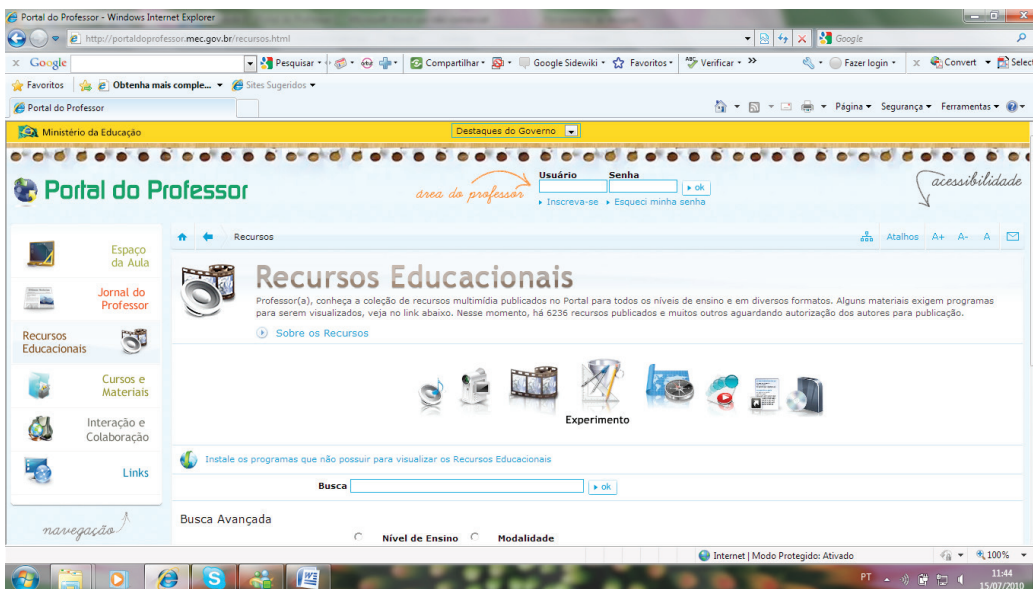 Portal do Professor - Windows Internet Explorer
http://portaldoprofessor.mec.gov.br/recursos.html
Google
x Google Pesquisar Compartilhar Google Sidewiki Favoritos Verificar >> Fazer login x Convert Select
Favoritos Obtenha mais comple... Sites Sugeridos
Portal do Professor
Página Segurança Ferramentas
Ministério da Educação
Destaques do Governo
Portal do Professor
área do professor
Usuário Senha
ok
Inscreva-se Esqueci minha senha
acessibilidade
Recursos
Atalhos A+ A- A
Espaço
da Aula
Jornal do
Professor
Recursos
Educacionais
Cursos e
Materiais
Interação e
Colaboração
Links
navegação
Recursos Educacionais
Professor(a), conheça a coleção de recursos multimídia publicados no Portal para todos os níveis de ensino e em diversos formatos. Alguns materiais exigem programas
para serem visualizados, veja no link abaixo. Nesse momento, há 6236 recursos publicados e muitos outros aguardando autorização dos autores para publicação.
Sobre os Recursos
Experimento
Instale os programas que não possuir para visualizar os Recursos Educacionais
Busca ok
Busca Avançada
Nível de Ensino Modalidade
Internet | Modo Protegido: Ativado
100%
PT
11:44
15/07/2010